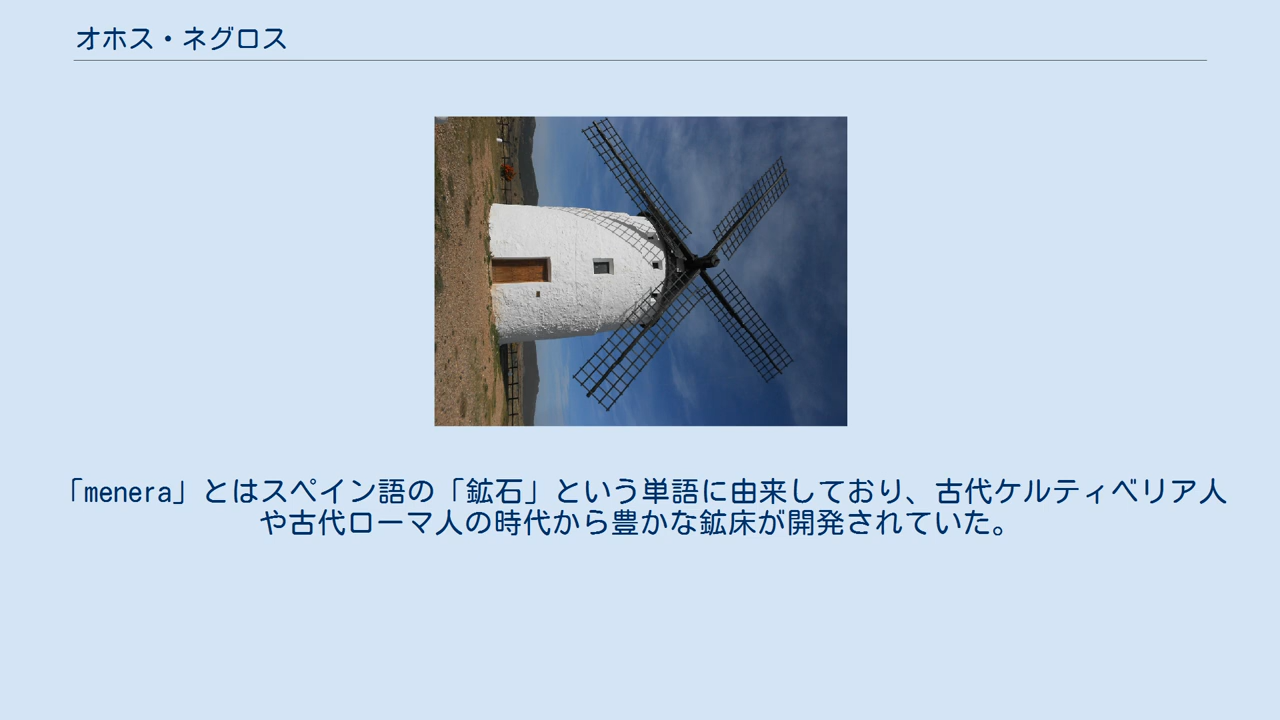 オホス・ネグロス
「menera」とはスペイン語の「鉱石」という単語に由来しており、古代ケルティベリア人
や古代ローマ人の時代から豊かな鉱床が開発されていた。